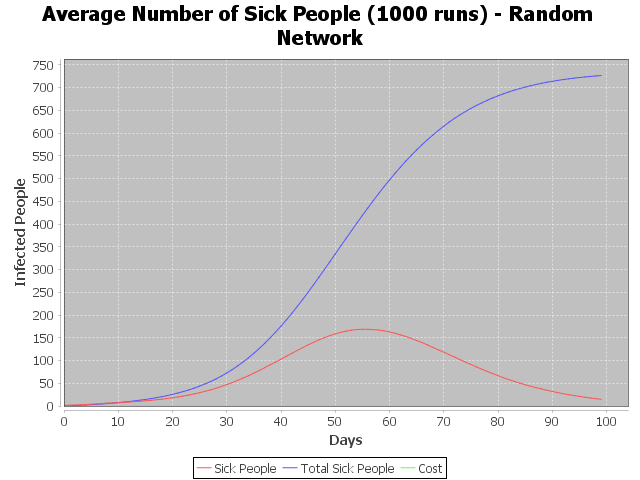 Average Number of Sick People (1000 runs) - Random
Network
Infected People
750
700
650
600
550
500
450
400
350
300
250
200
150
100
50
0
0 10 20 30 40 50 60 70 80 90 100
Days
Sick People Total Sick People Cost